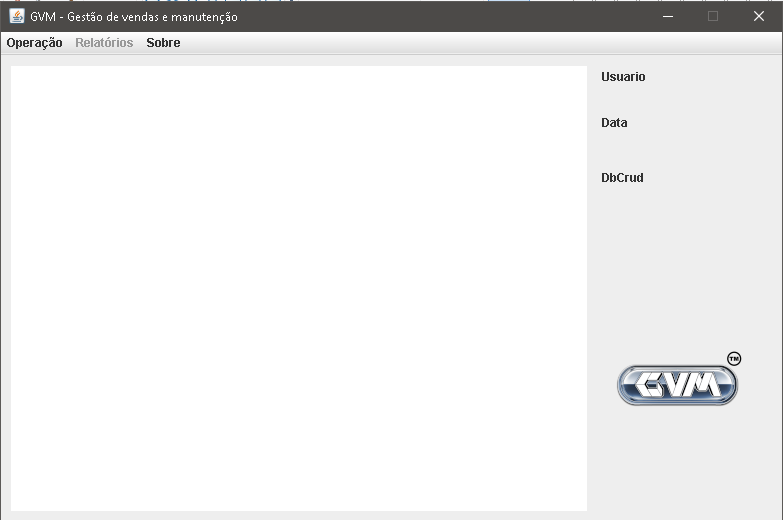 GVM - Gestão de vendas e manutenção
Operação Relatórios Sobre
Usuario
Data
DbCrud
TM
GVM